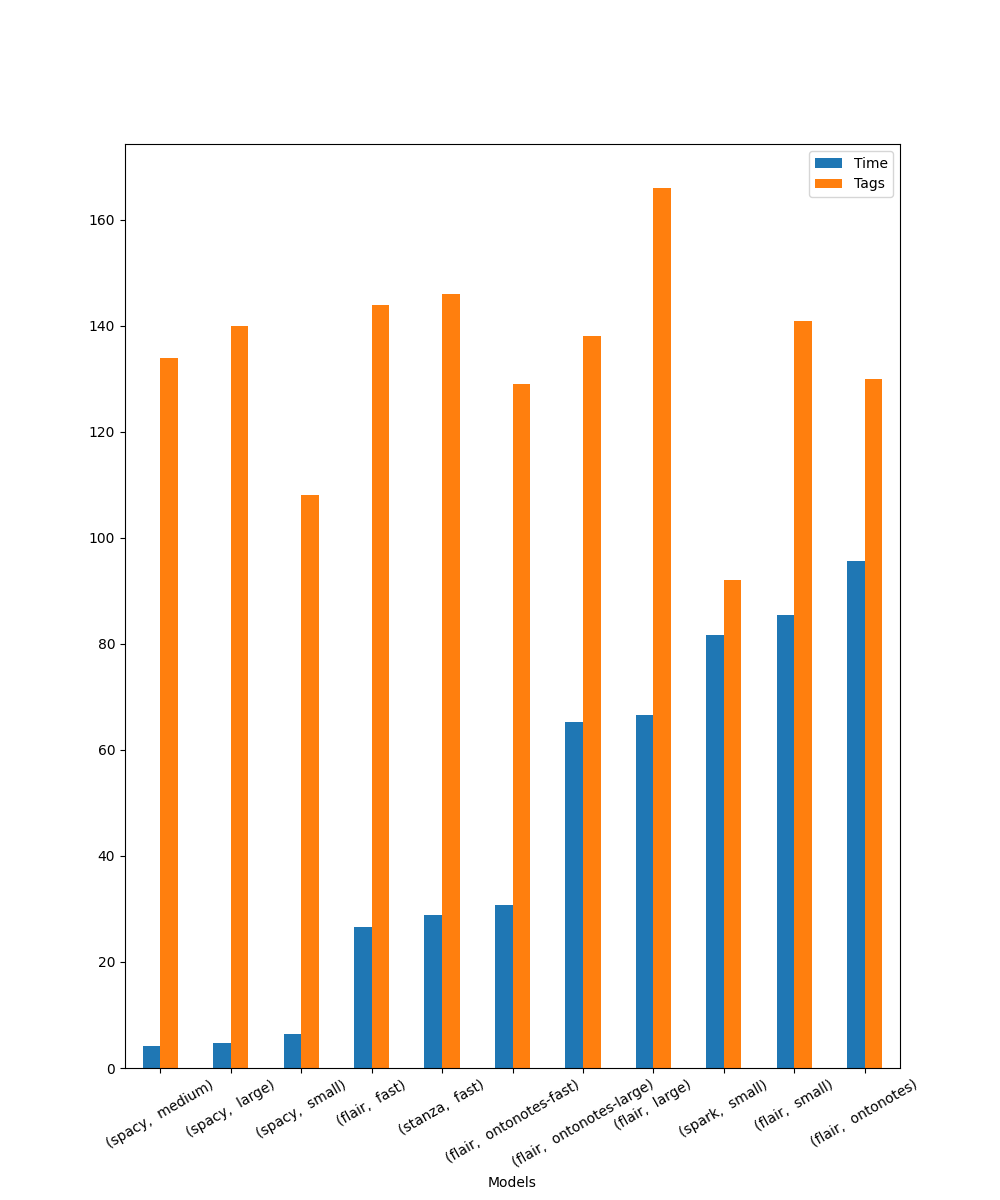 Time
Tags
160
140
120
100
80
60
40
20
0
(spacy, medium)
(spacy, large)
(spacy, small)
(flair, fast)
(stanza, fast)
(flair, ontonotes-fast)
(flair, ontonotes-large)
(flair, large)
(spark, small)
(flair, small)
(flair, ontonotes)
Models